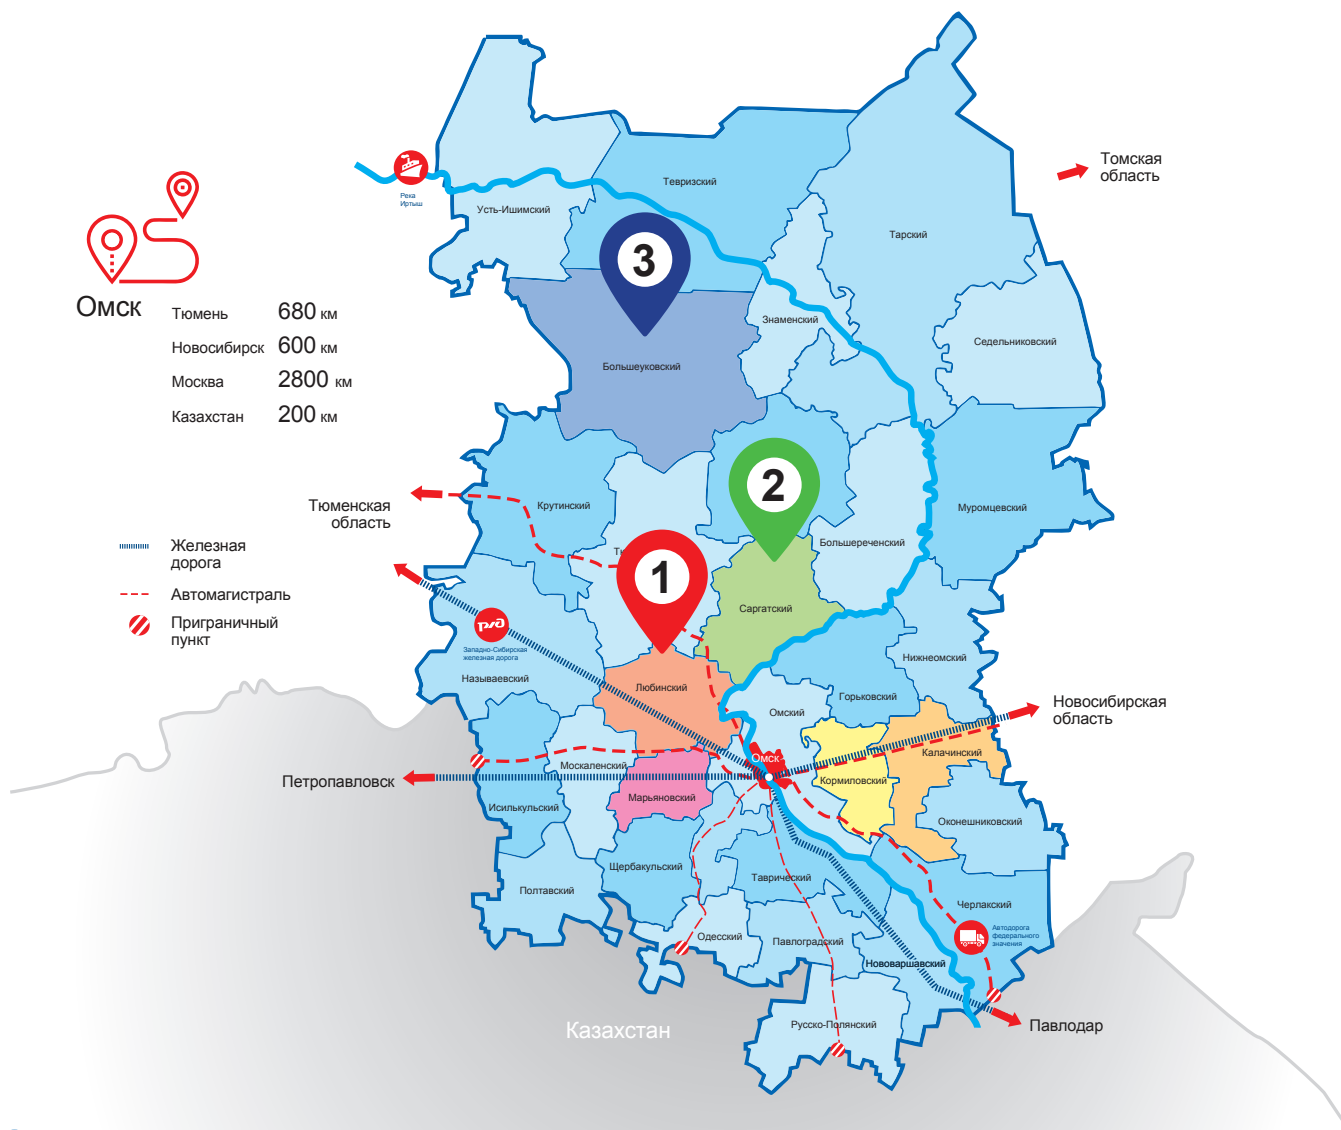 Томская
область
Река
Иртыш
Тевризский
Усть-Ишимский
Тарский
3
Омск
Тюмень 680 км
Новосибирск 600 км
Москва 2800 км
Казахстан 200 км
Знаменский
Седельниковский
Большеуковский
2
Тюменская
область
Крутинский
Муромцевский
Большереченский
Железная
дорога
Автомагистраль
Приграничный
пункт
1
Саргатский
Западно-Сибирская
железная дорога
Называевский
Нижнеомский
Любинский
Горьковский
Омский
Новосибирская
область
Калачинский
Омск
Москаленский
Петропавловск
Кормиловский
Марьяновский
Исилькульский
Оконешниковский
Щербакульский
Таврический
Полтавский
Черлакский
Автодорога
федерального
значения
Одесский
Павлоградский
Нововаршавский
Казахстан
Русско-Полянский
Павлодар